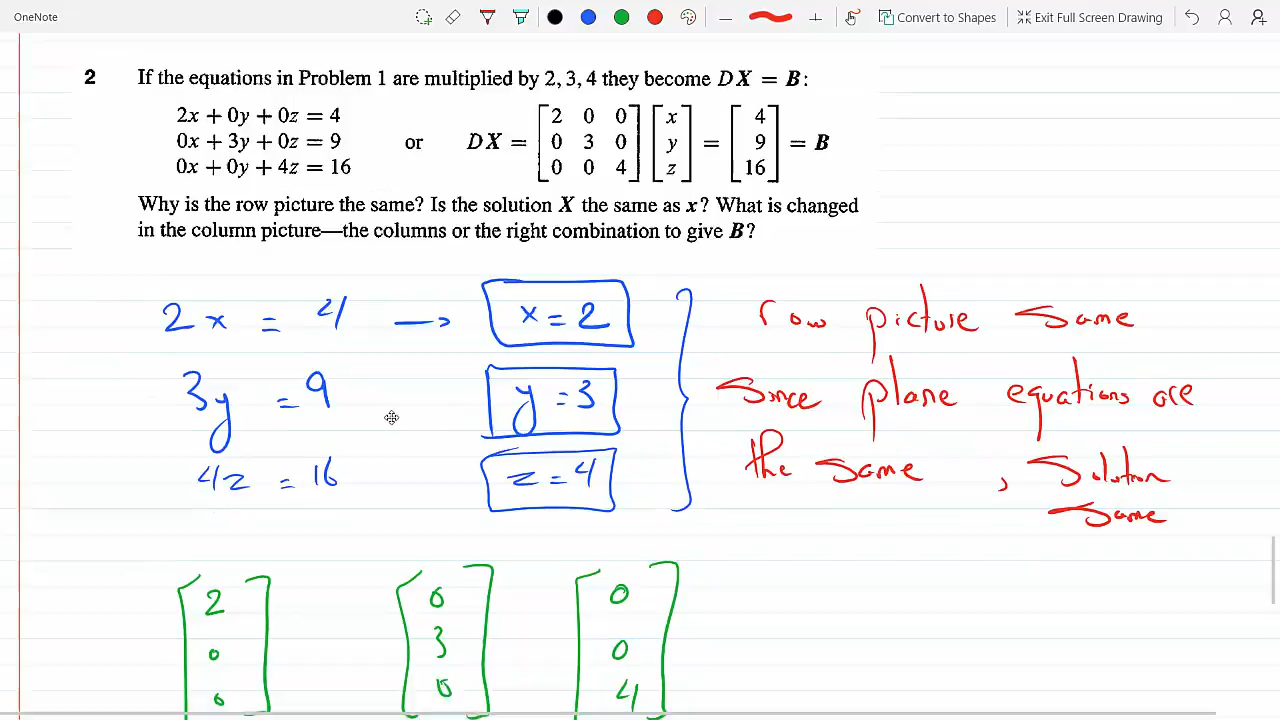 OneNote
Convert to Shapes
Exit Full Screen Drawing
2 If the equations in Problem 1 are multiplied by 2, 3, 4 they become DX = B:
2x + 0y + 0z = 4
0x + 3y + 0z = 9
0x + 0y + 4z = 16
or DX = [2 0 0; 0 3 0; 0 0 4] [x; y; z] = [4; 9; 16] = B
Why is the row picture the same? Is the solution X the same as x? What is changed
in the column picture—the columns or the right combination to give B?
2x = 4 → x = 2
3y = 9 y = 3
4z = 16 z = 4
row picture same
since plane equations are
the same , solution
same
[2 0 0] [0 3 0] [0 0 4]